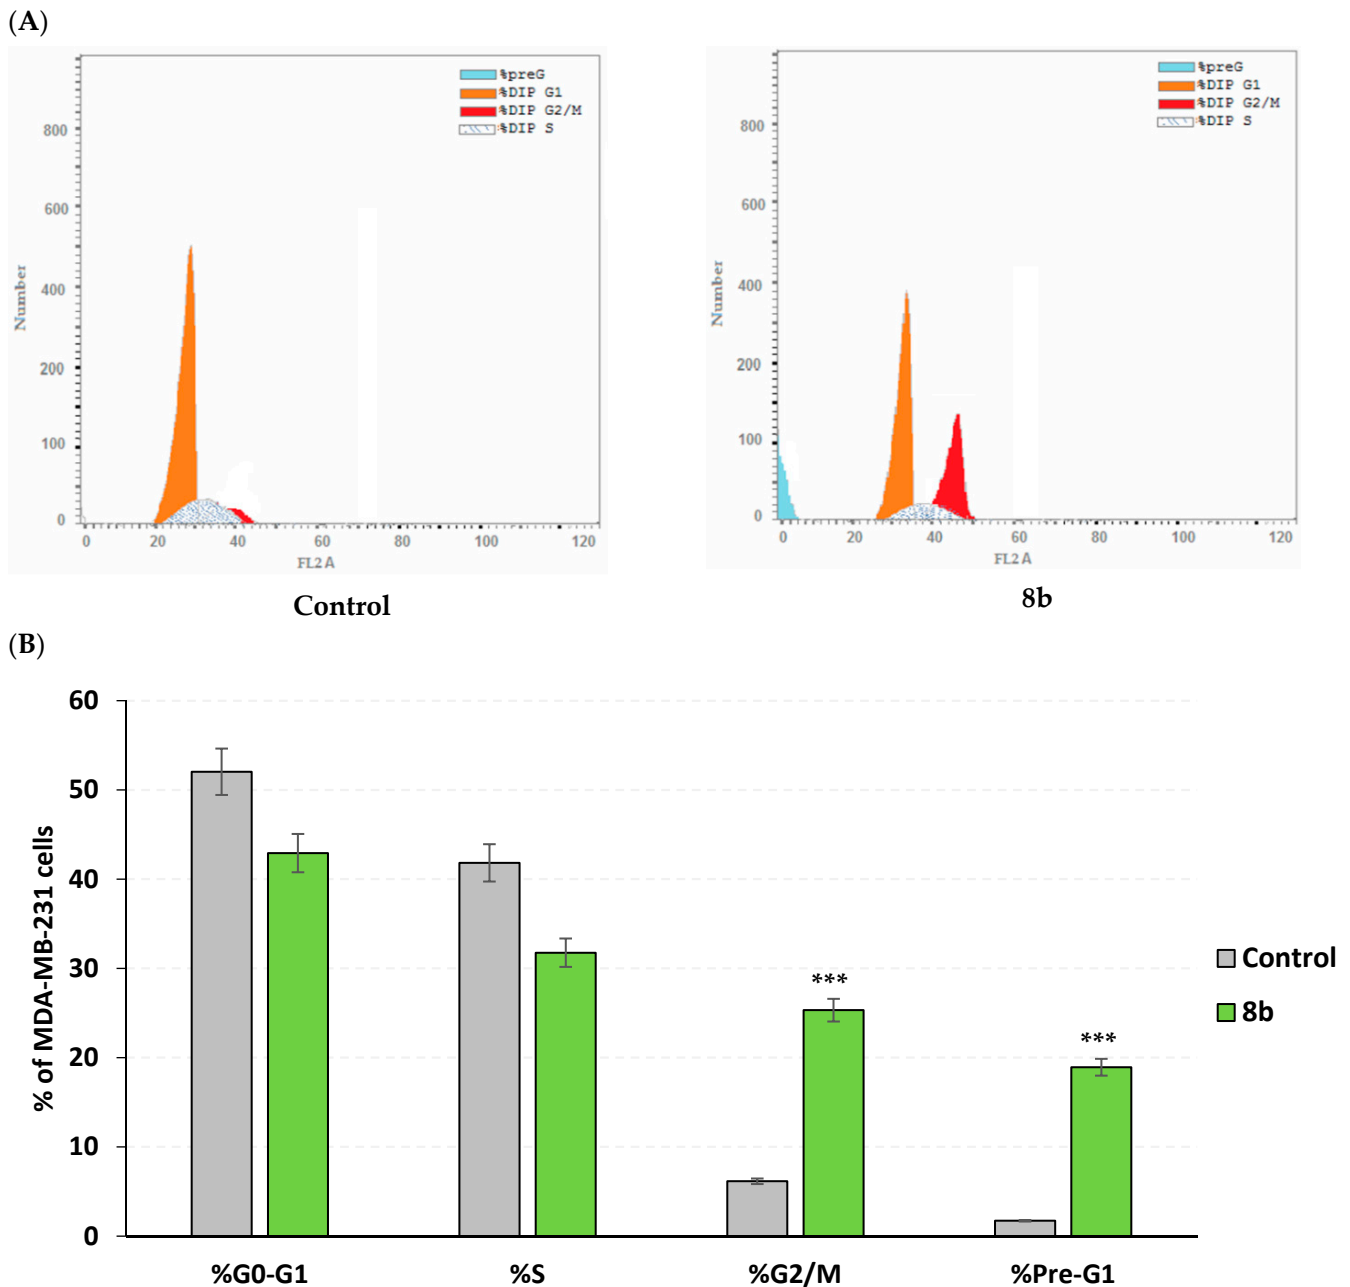 (A)
%preG
%DIP G1
%DIP G2/M
%DIP S
800
600
400
200
100
0
Number
0 20 40 60 80 100 120
FL2A
Control
%preG
%DIP G1
%DIP G2/M
%DIP S
800
600
400
200
100
0
Number
0 20 40 60 80 100 120
FL2A
8b
(B)
60
50
40
30
20
10
0
% of MDA-MB-231 cells
***
***
%G0-G1 %S %G2/M %Pre-G1
Control
8b